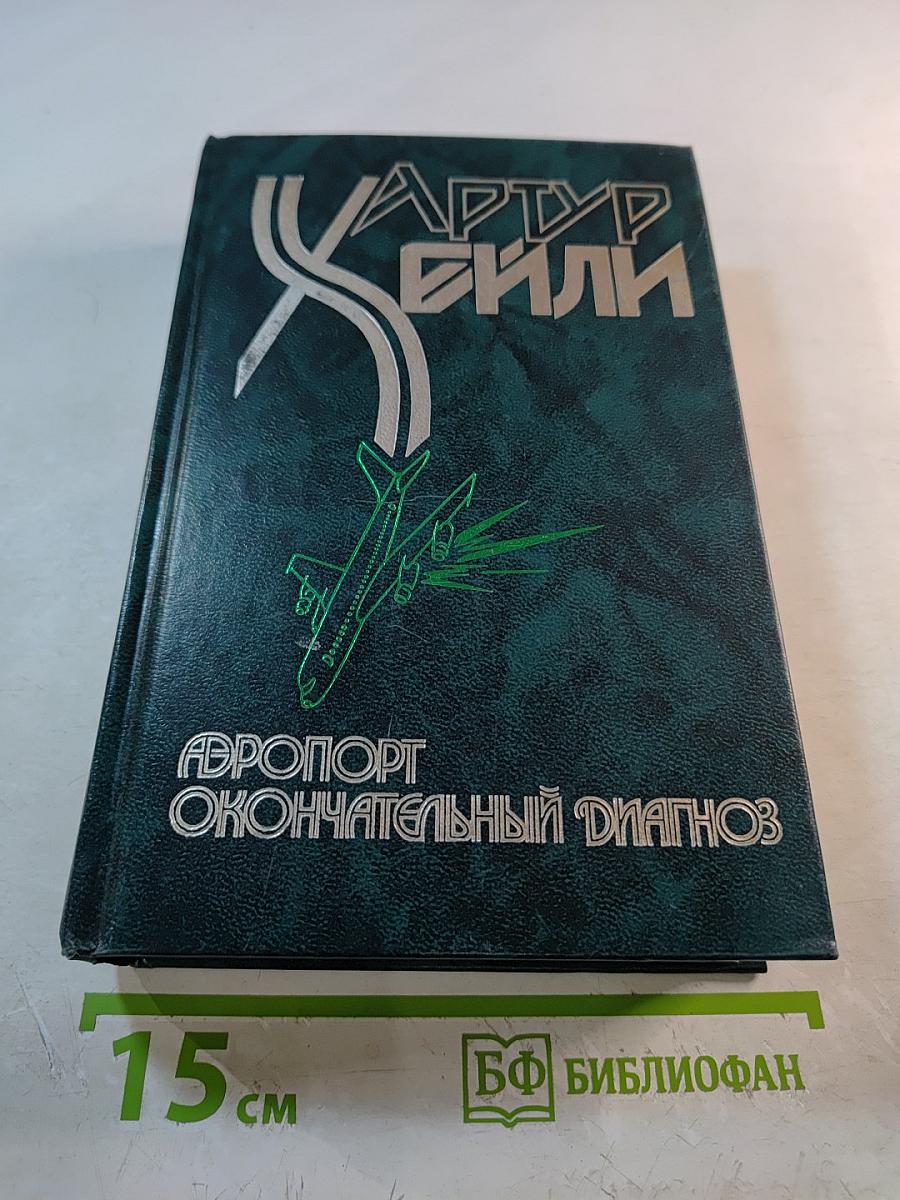 АРТУР
ХЕЙЛИ
АЭРОПОРТ
ОКОНЧАТЕЛЬНЫЙ ДИАГНОЗ
15 см
БФ БИБЛИОФАН